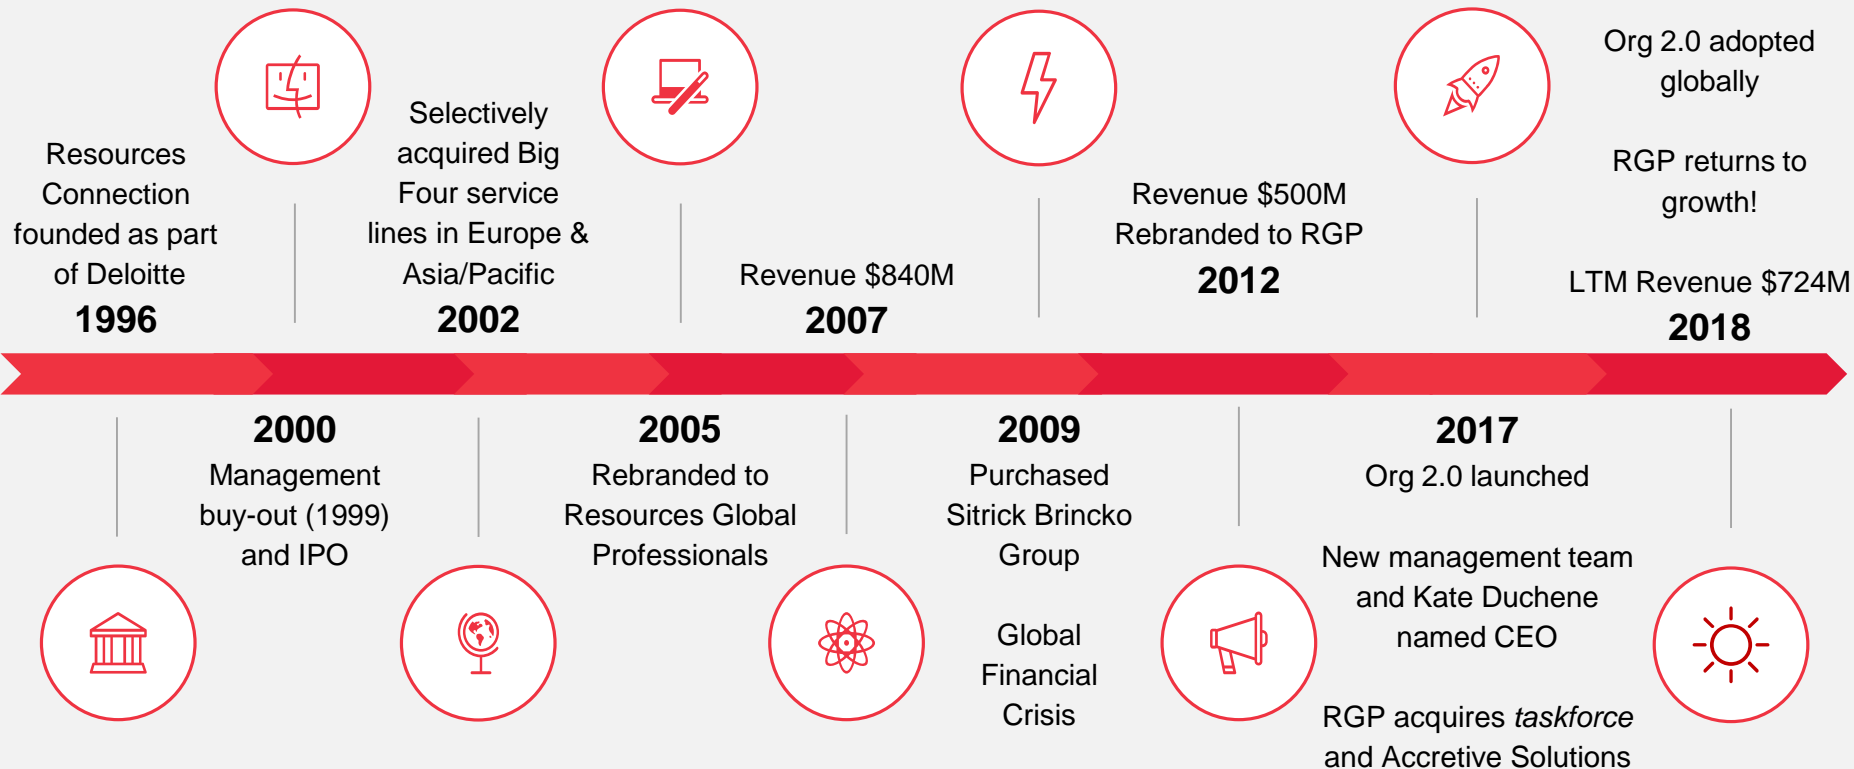 Resources
Connection
founded as part
of Deloitte
1996
2000
Management
buy-out (1999)
and IPO
Selectively
acquired Big
Four service
lines in Europe &
Asia/Pacific
2002
2005
Rebranded to
Resources Global
Professionals
Revenue $840M
2007
2009
Purchased
Sitrick Brincko
Group
Global
Financial
Crisis
Revenue $500M
Rebranded to RGP
2012
2017
Org 2.0 launched
New management team
and Kate Duchene
named CEO
RGP acquires taskforce
and Accretive Solutions
Org 2.0 adopted
globally
RGP returns to
growth!
LTM Revenue $724M
2018